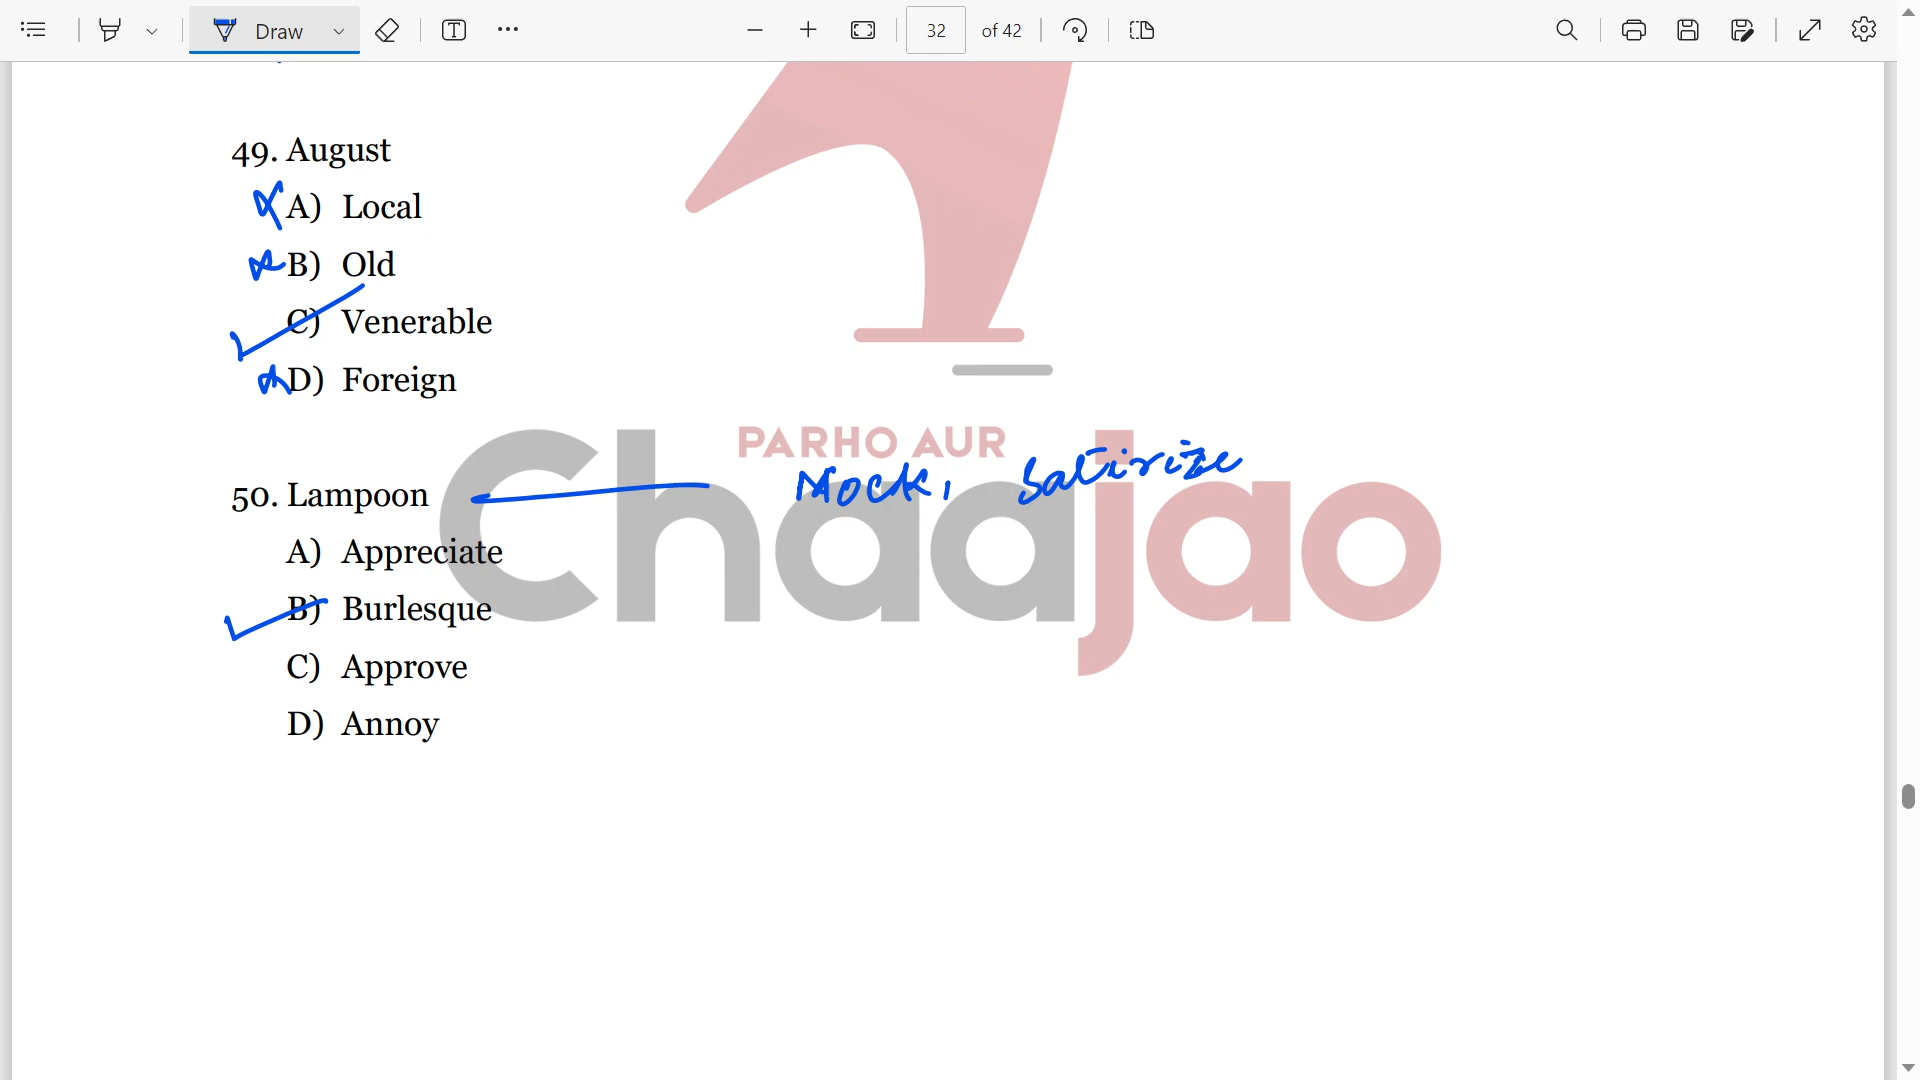 Draw
32 of 42
49. August
A) Local
B) Old
C) Venerable
D) Foreign
PARHO AUR
Chaajao
50. Lampoon Mock, Satirize
A) Appreciate
B) Burlesque
C) Approve
D) Annoy